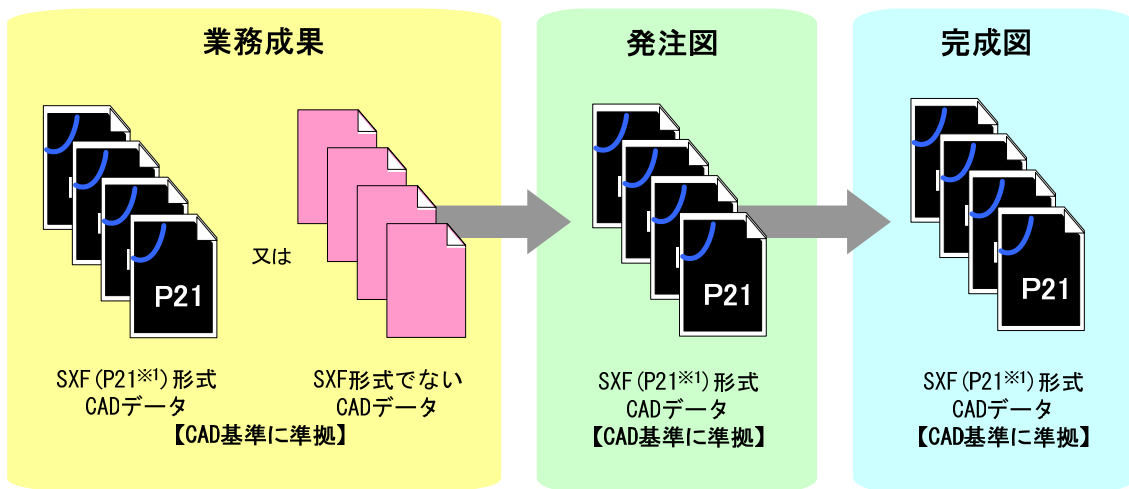 業務成果
P21
又は
SXF(P21※1)形式
CADデータ
SXF形式でない
CADデータ
【CAD基準に準拠】
発注図
P21
SXF(P21※1)形式
CADデータ
【CAD基準に準拠】
完成図
P21
SXF(P21※1)形式
CADデータ
【CAD基準に準拠】